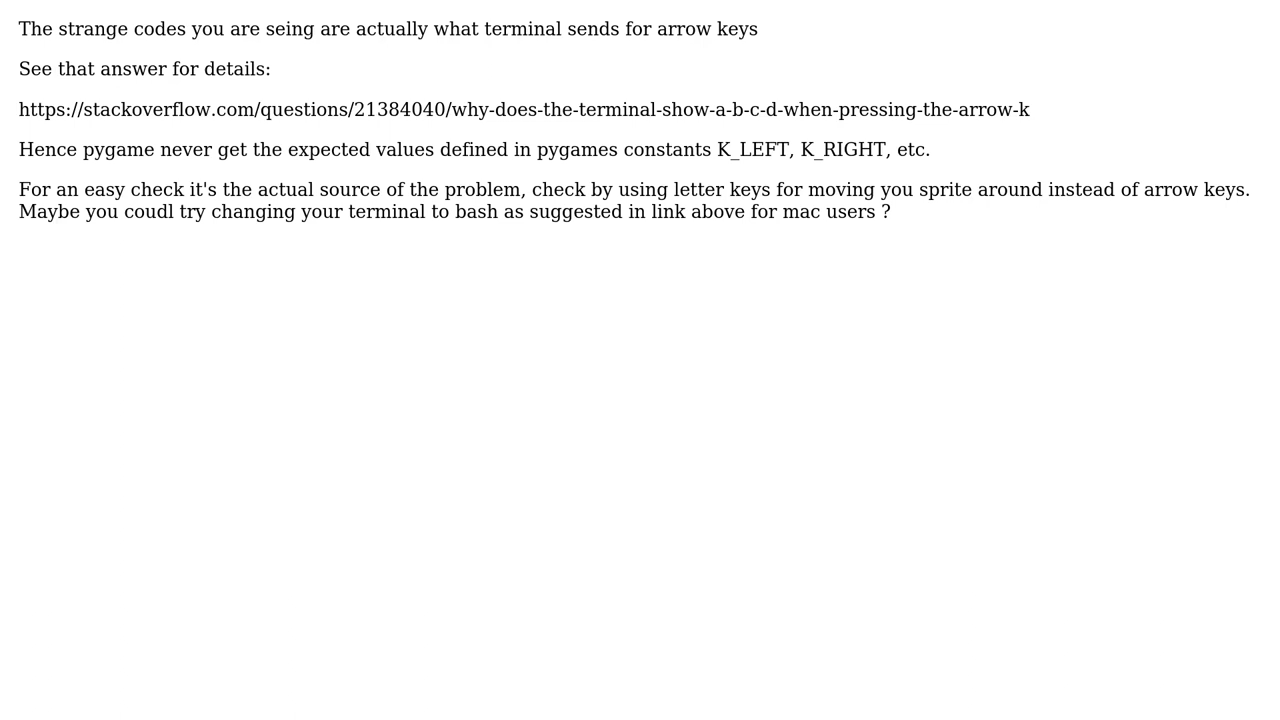 The strange codes you are seing are actually what terminal sends for arrow keys
See that answer for details:
https://stackoverflow.com/questions/21384040/why-does-the-terminal-show-a-b-c-d-when-pressing-the-arrow-k
Hence pygame never get the expected values defined in pygames constants K_LEFT, K_RIGHT, etc.
For an easy check it's the actual source of the problem, check by using letter keys for moving you sprite around instead of arrow keys.
Maybe you coudl try changing your terminal to bash as suggested in link above for mac users ?